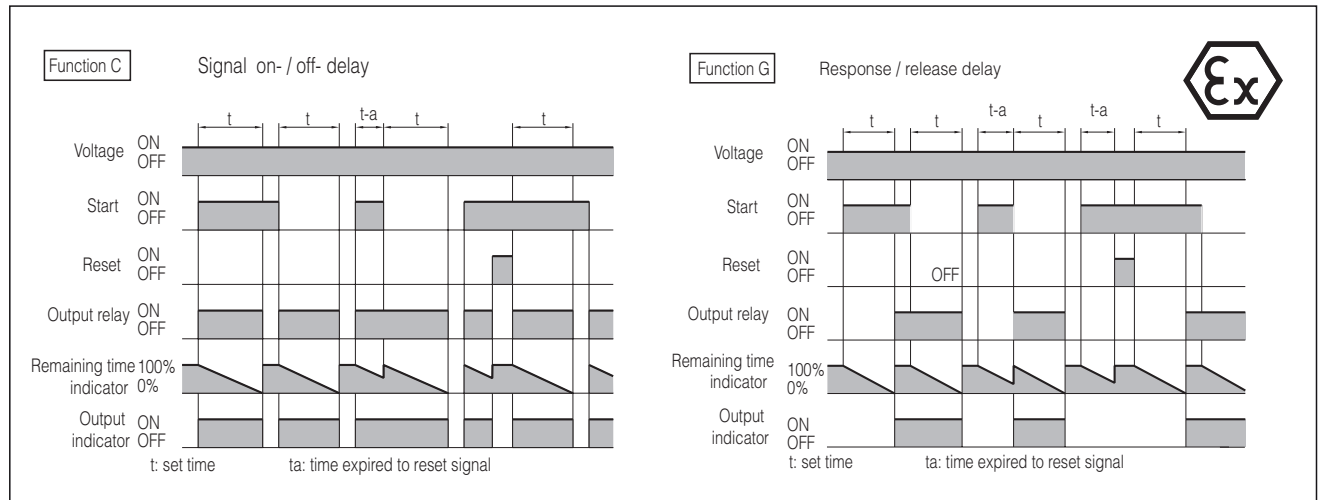 Function C
Signal on- / off- delay
t t t-a t t
Voltage ON
OFF
Start ON
OFF
Reset ON
OFF
Output relay ON
OFF
Remaining time 100%
indicator 0%
Output ON
indicator OFF
t: set time ta: time expired to reset signal
Function G
Response / release delay
εx
t t t-a t t-a t
Voltage ON
OFF
Start ON
OFF
Reset ON
OFF OFF
Output relay ON
OFF
Remaining time 100%
indicator 0%
Output ON
indicator OFF
t: set time ta: time expired to reset signal